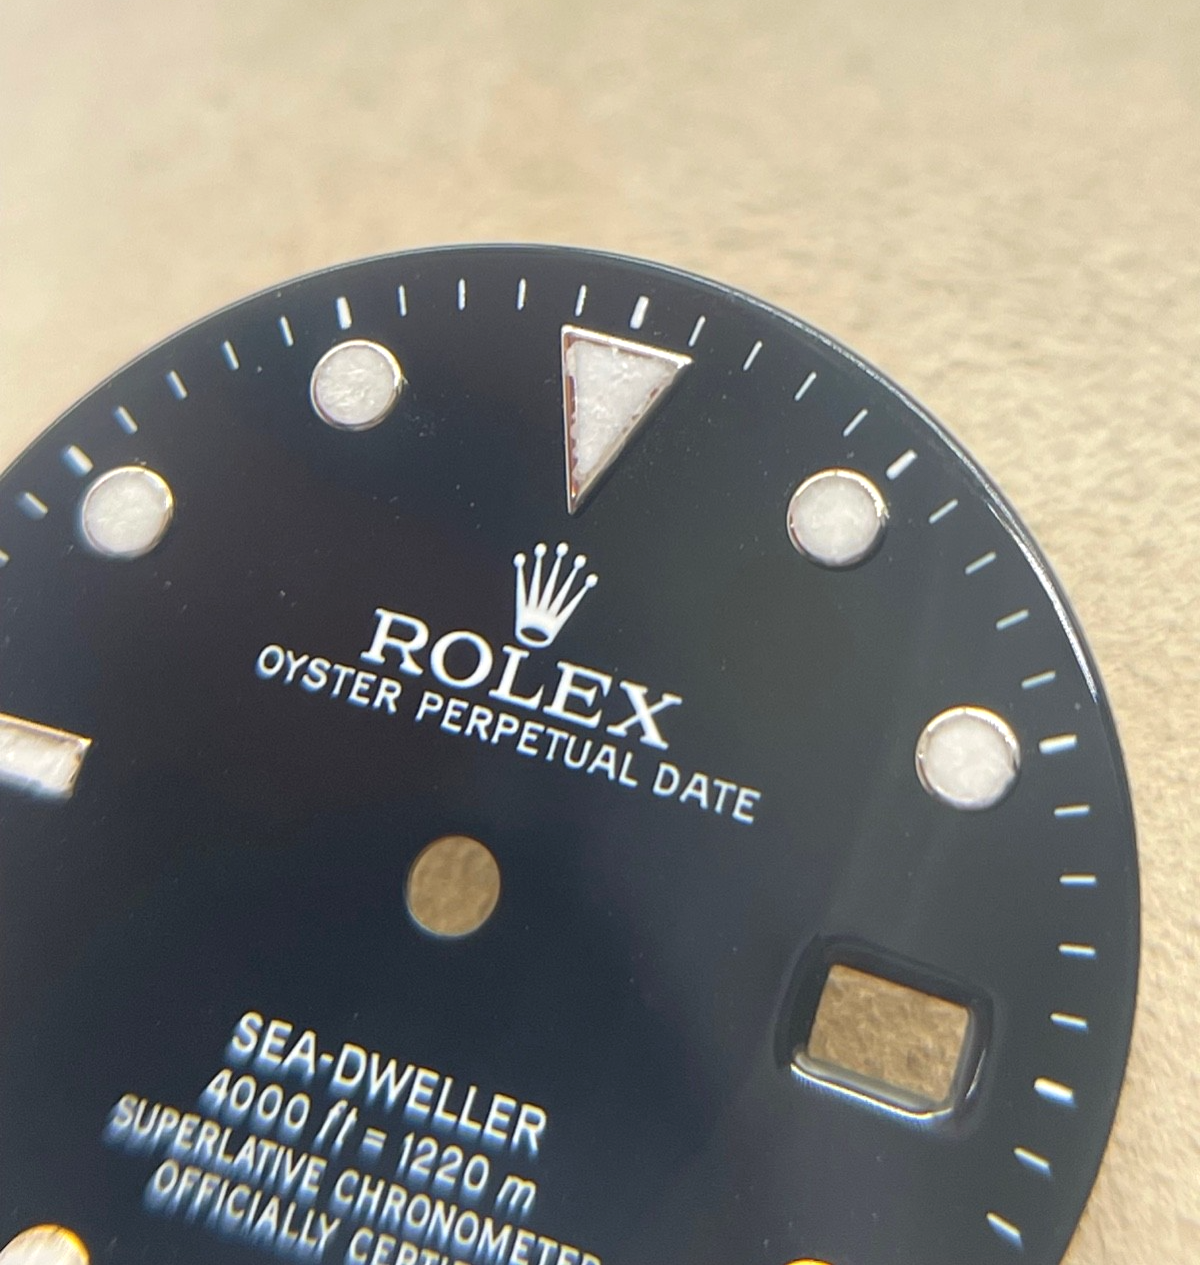 ROLEX
OYSTER PERPETUAL DATE
SEA-DWELLER
4000 ft = 1220 m
SUPERLATIVE CHRONOMETER
OFFICIALLY